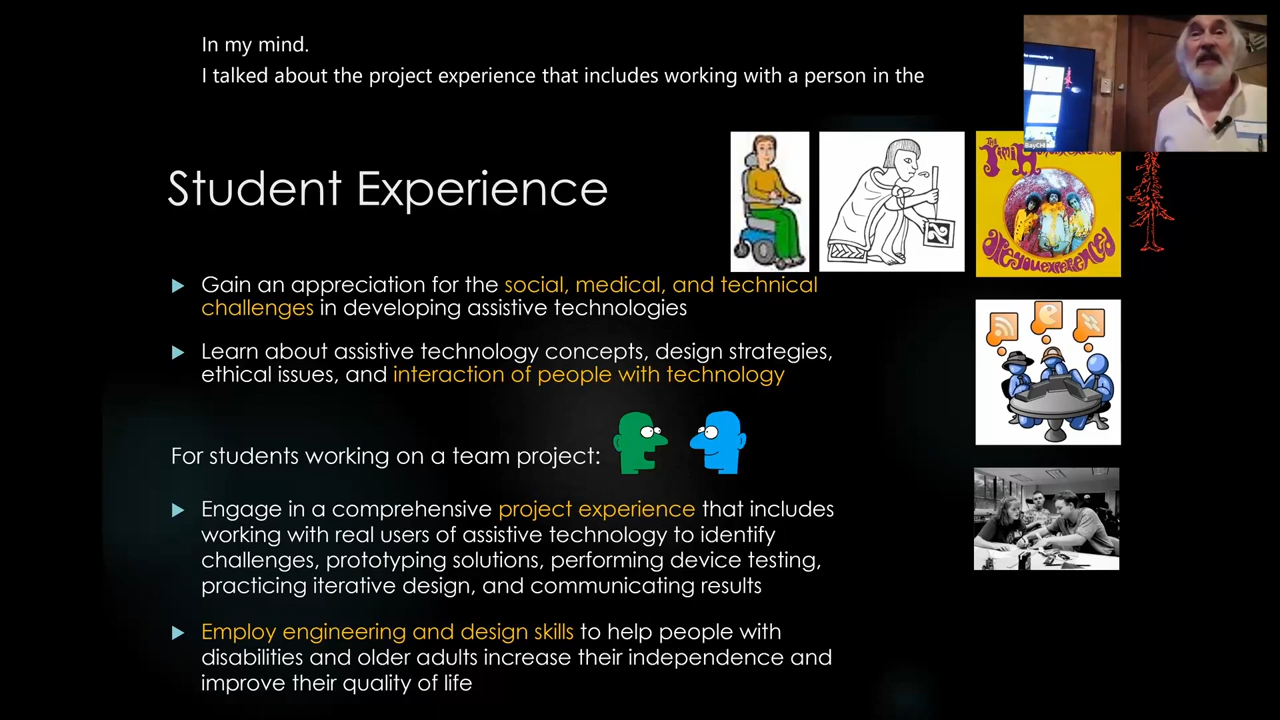 In my mind.
I talked about the project experience that includes working with a person in the
BayCHI
Student Experience
are you experienced
Gain an appreciation for the social, medical, and technical
challenges in developing assistive technologies
Learn about assistive technology concepts, design strategies,
ethical issues, and interaction of people with technology
For students working on a team project:
Engage in a comprehensive project experience that includes
working with real users of assistive technology to identify
challenges, prototyping solutions, performing device testing,
practicing iterative design, and communicating results
Employ engineering and design skills to help people with
disabilities and older adults increase their independence and
improve their quality of life